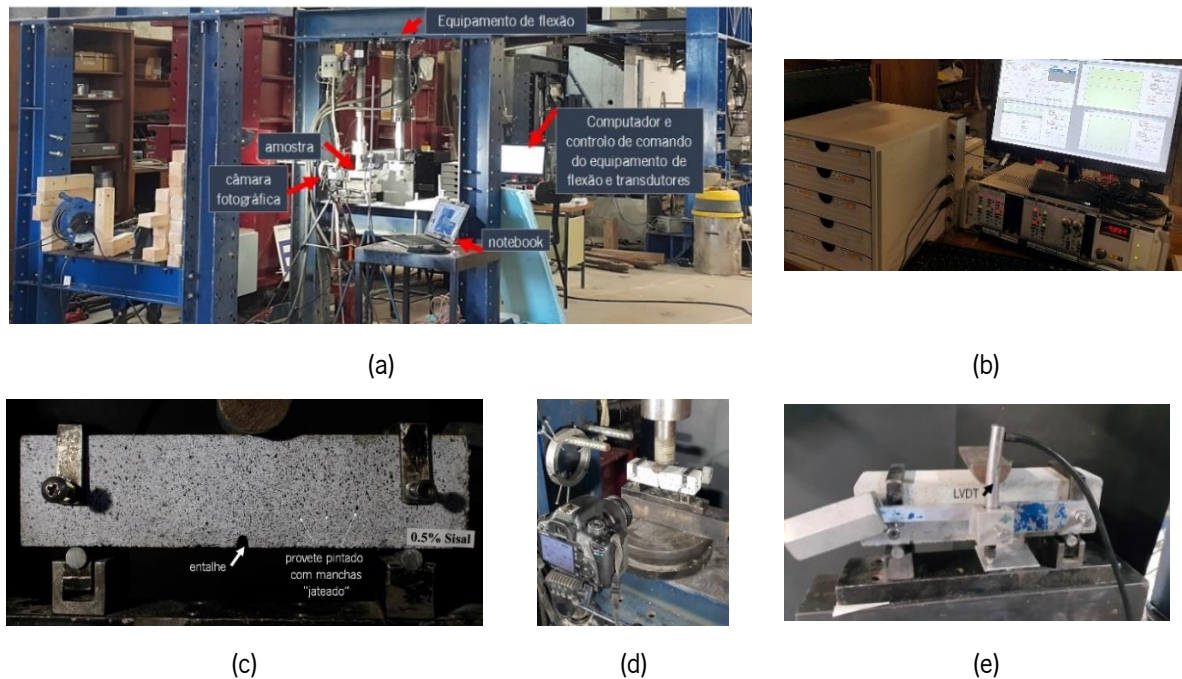 Equipamento de flexão
amostra
câmara
fotográfica
Computador e
controlo de comando
do equipamento de
flexão e transdutores
notebook
(a)
(b)
entalhe
provete pintado
com manchas
"jateado"
0.5% Sisal
(c)
(d)
LVDT
(e)